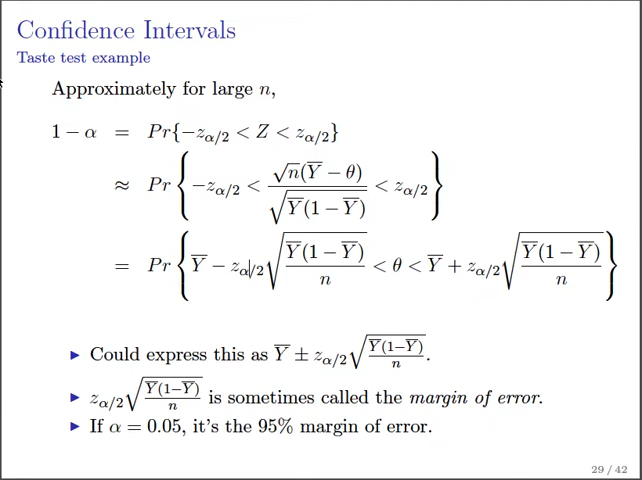 Confidence Intervals
Taste test example
Approximately for large n,
1 − α = Pr{−z_{α/2} < Z < z_{α/2}}
≈ Pr { −z_{α/2} < √n(Y̅ − θ) / √(Y̅(1 − Y̅)) < z_{α/2} }
= Pr { Y̅ − z_{α/2} √(Y̅(1 − Y̅) / n) < θ < Y̅ + z_{α/2} √(Y̅(1 − Y̅) / n) }
▶ Could express this as Y̅ ± z_{α/2} √(Y̅(1−Y̅) / n).
▶ z_{α/2} √(Y̅(1−Y̅) / n) is sometimes called the margin of error.
▶ If α = 0.05, it's the 95% margin of error.
29 / 42